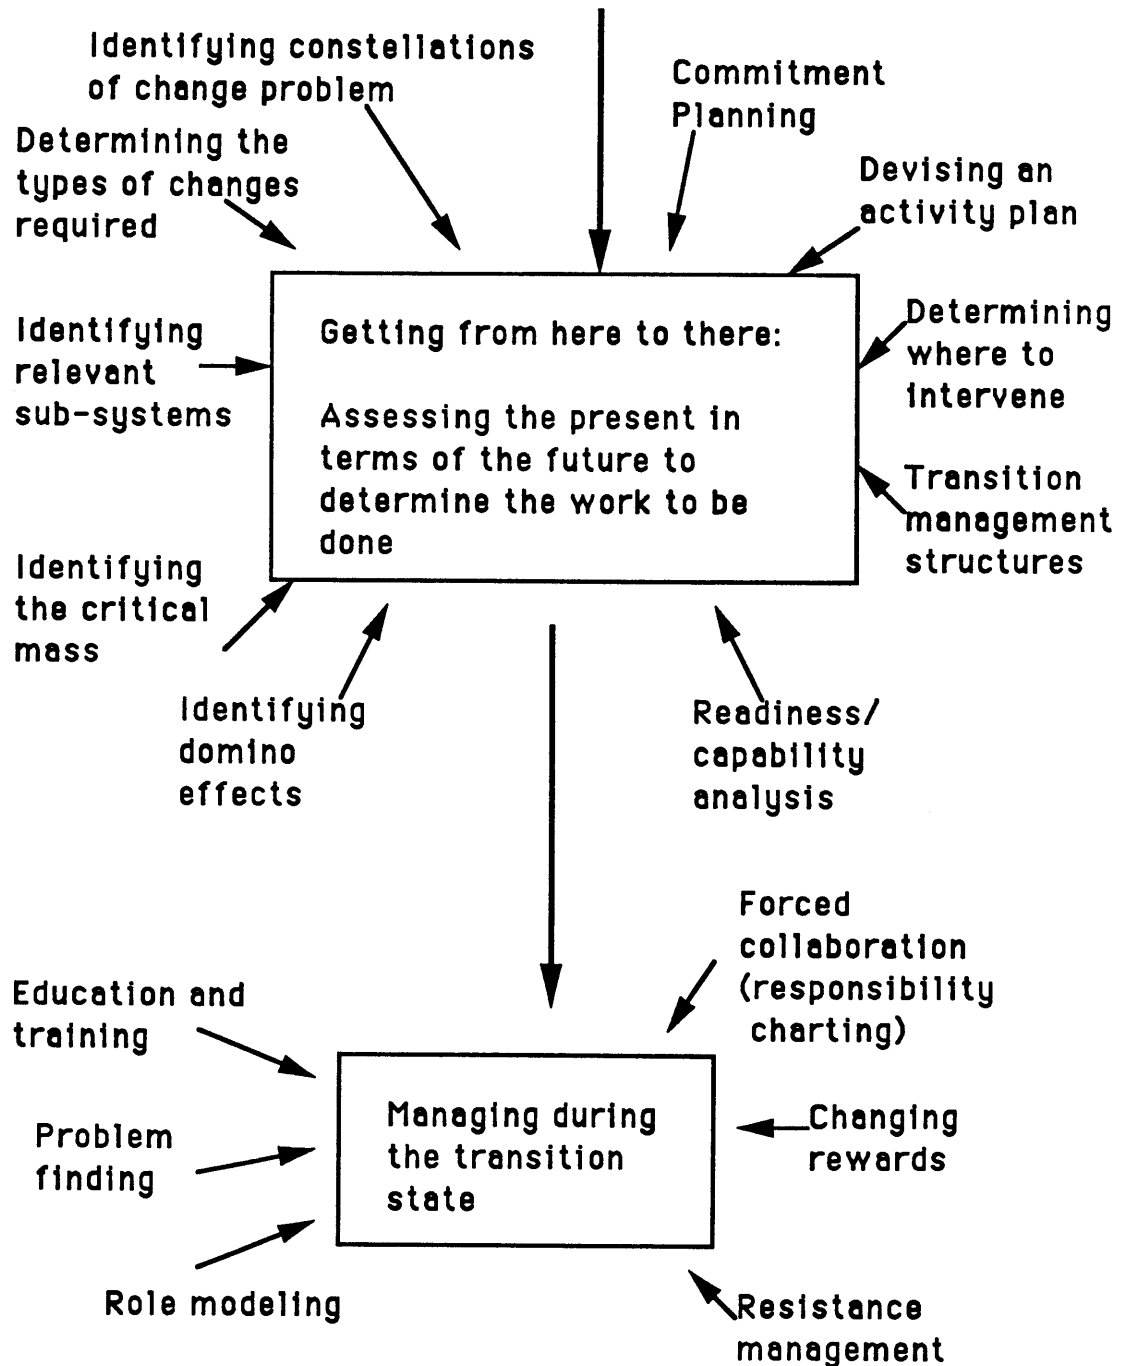 Identifying constellations
of change problem
Commitment
Planning
Determining the
types of changes
required
Devising an
activity plan
Identifying
relevant
sub-systems
Getting from here to there:
Assessing the present in
terms of the future to
determine the work to be
done
Determining
where to
intervene
Transition
management
structures
Identifying
the critical
mass
Identifying
domino
effects
Readiness/
capability
analysis
Forced
collaboration
(responsibility
charting)
Education and
training
Problem
finding
Managing during
the transition
state
Changing
rewards
Role modeling
Resistance
management